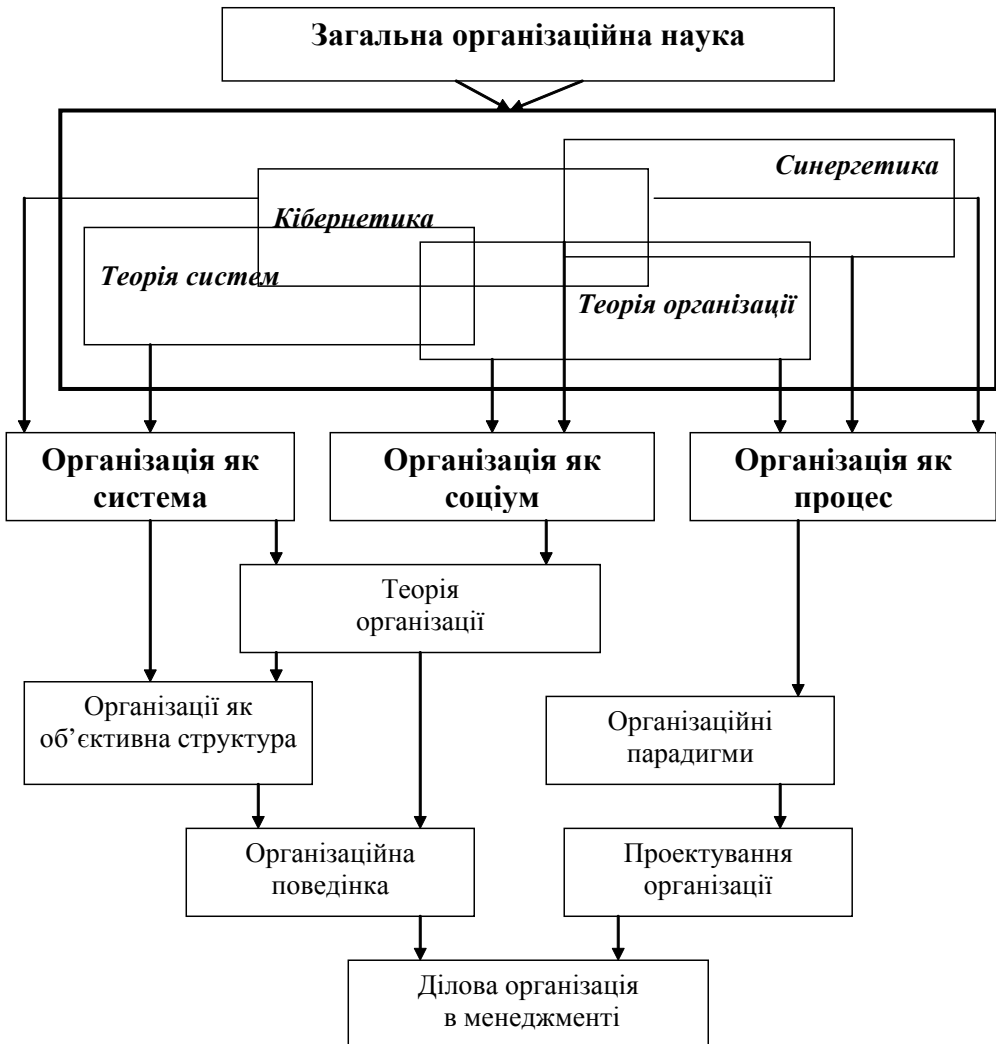 Загальна організаційна наука
Синергетика
Кібернетика
Теорія систем
Теорія організації
Організація як
система
Організація як
соціум
Організація як
процес
Теорія
організації
Організації як
об’єктивна структура
Організаційні
парадигми
Організаційна
поведінка
Проектування
організації
Ділова організація
в менеджменті